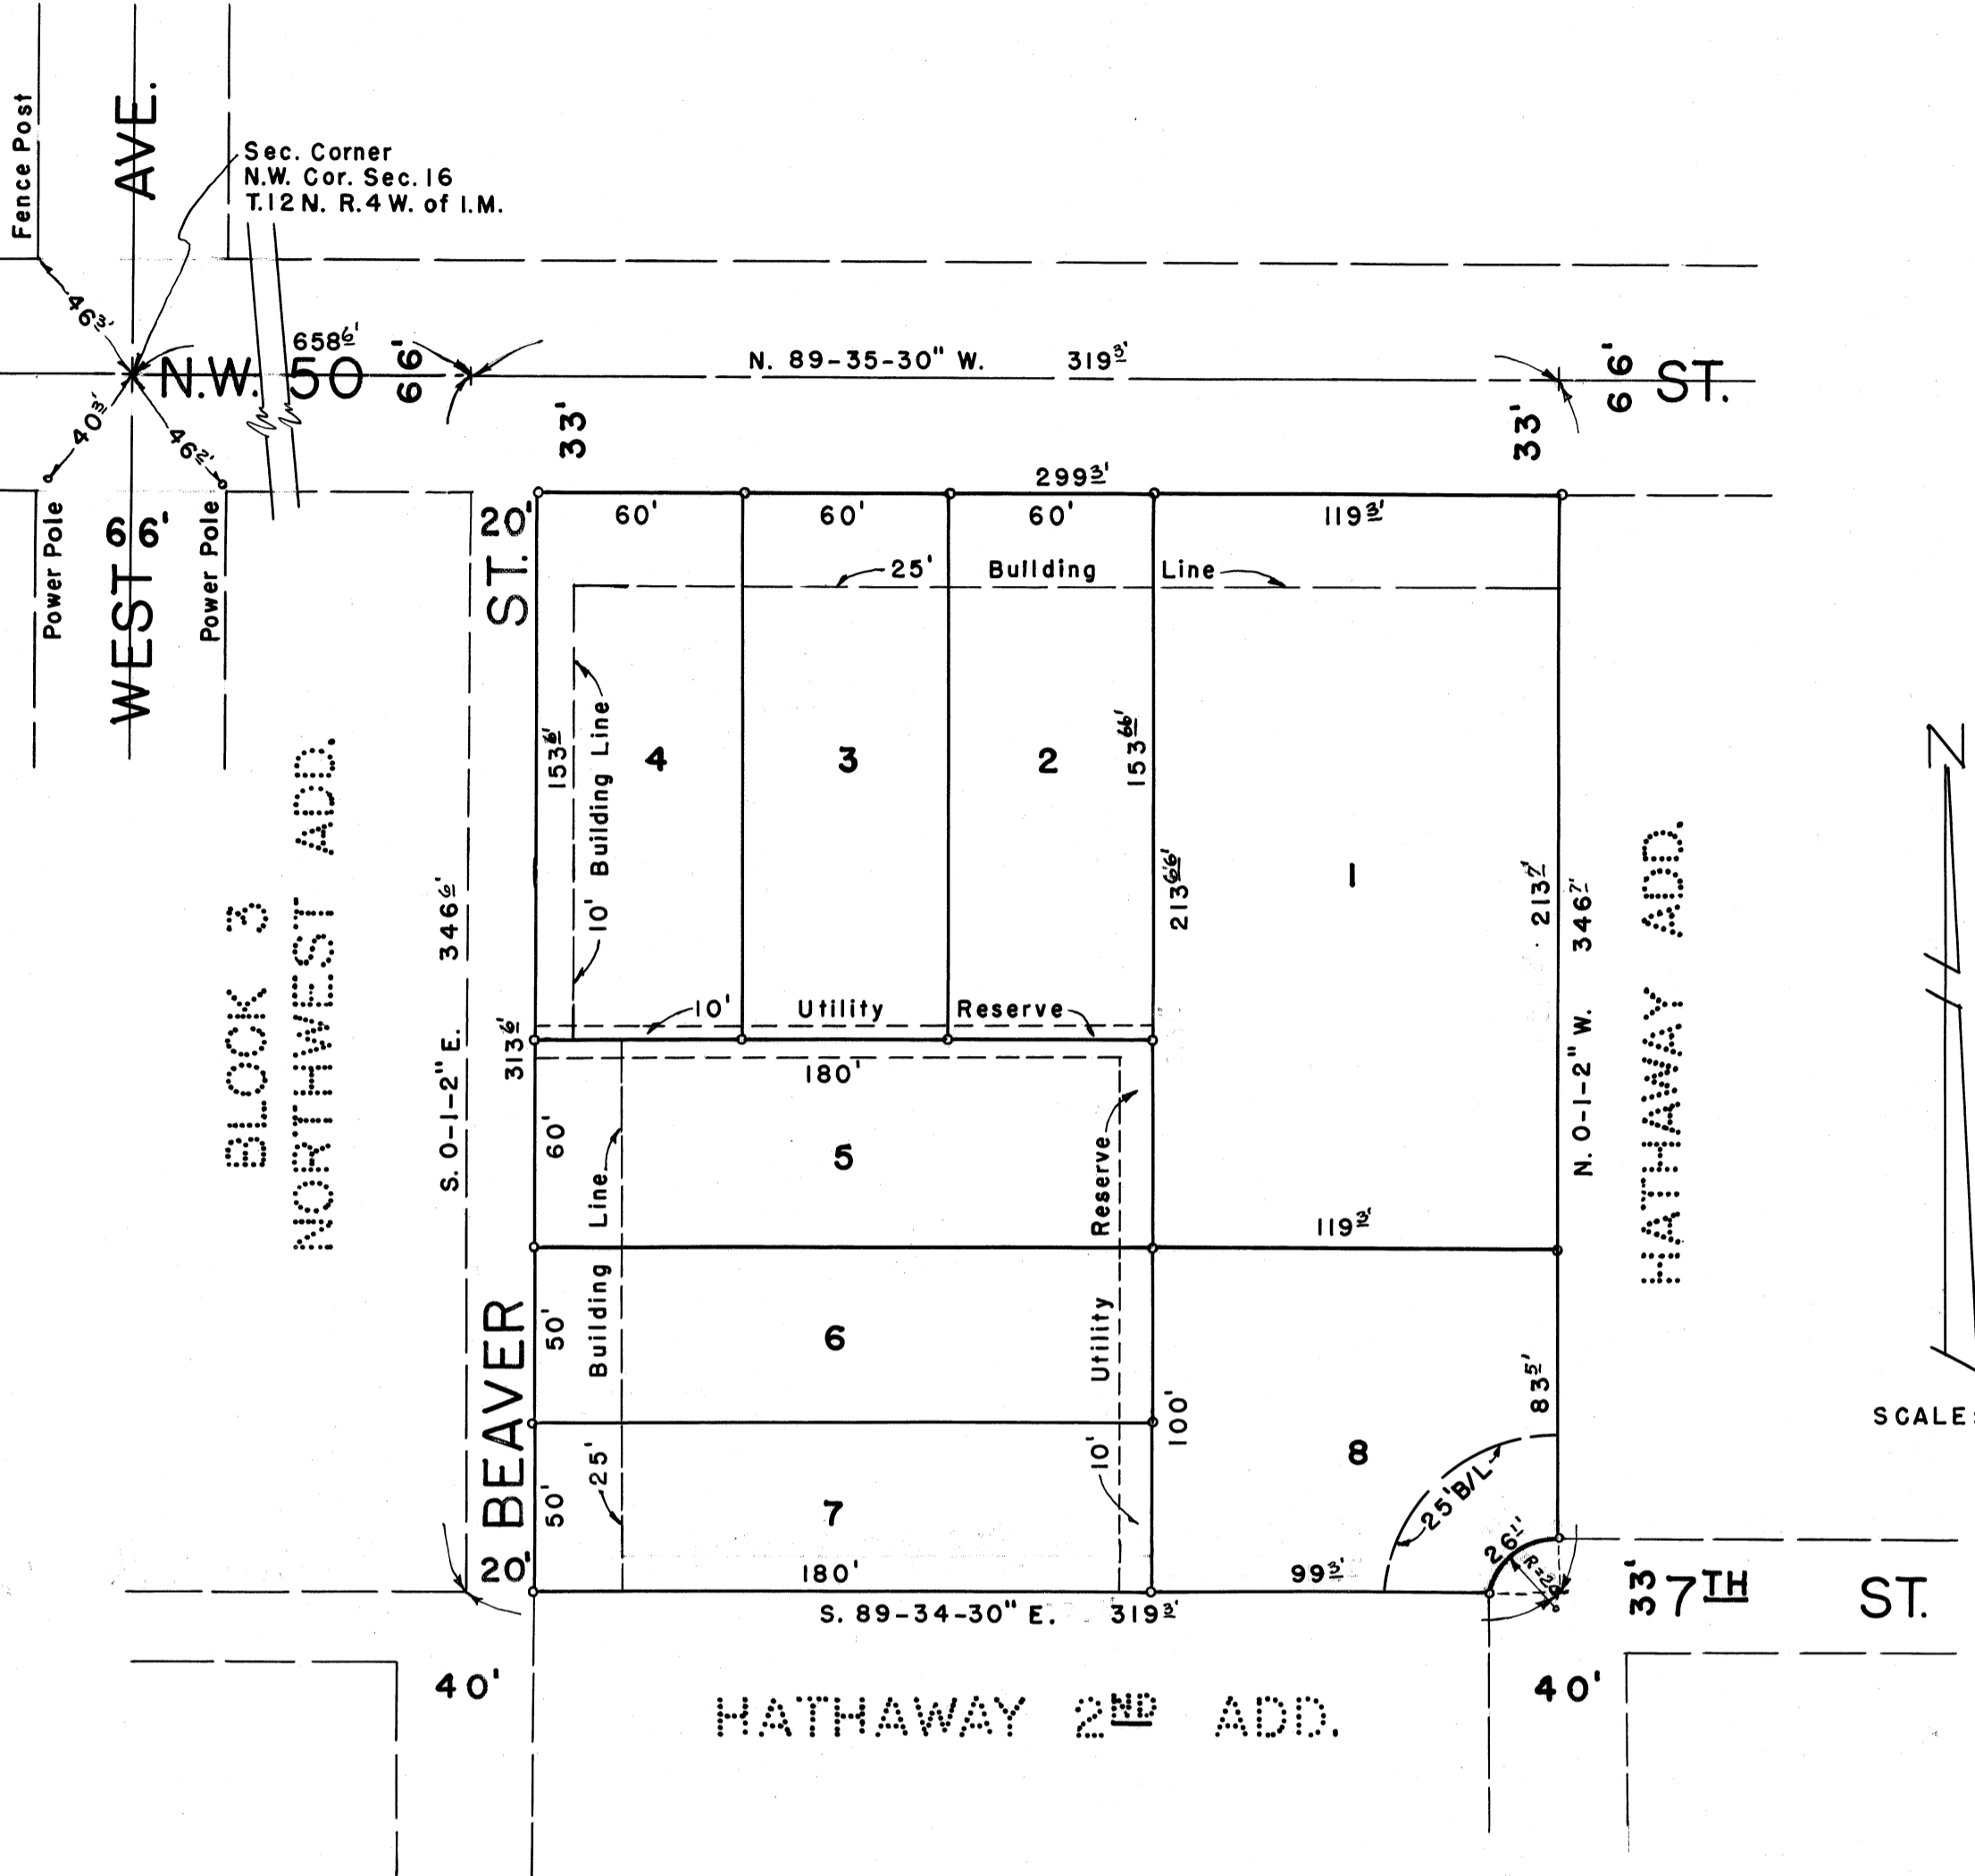 Fence Post
AVE.
Sec. Corner
N.W. Cor. Sec. 16
T.12 N. R.4 W. of I.M.
46 13'
40 3'
46 12'
N.W. 50 ST.
658 6'
66'
N. 89-35-30" W. 319 3'
66'
33'
33'
Power Pole
66'
WEST
Power Pole
20'
ST.
299 3'
60'
60'
60'
119 3'
25' Building Line
153 6'
10' Building Line
4
3
2
153 66'
213 66'
1
213 7'
N. 0-1-2" W. 346 7'
BLOCK 3
NORTHWEST ADD.
S. 0-1-2" E. 346 6'
313 6'
HATHAWAY ADD.
N
10' Utility Reserve
180'
60'
5
Building Line
25'
10' Utility Reserve
119 3'
50'
6
100'
83 5'
SCALE
BEAVER
50'
7
8
25' B/L
26 1'
20'
180'
99 3'
S. 89-34-30" E. 319 3'
33'
7TH ST.
40'
40'
HATHAWAY 2ND ADD.